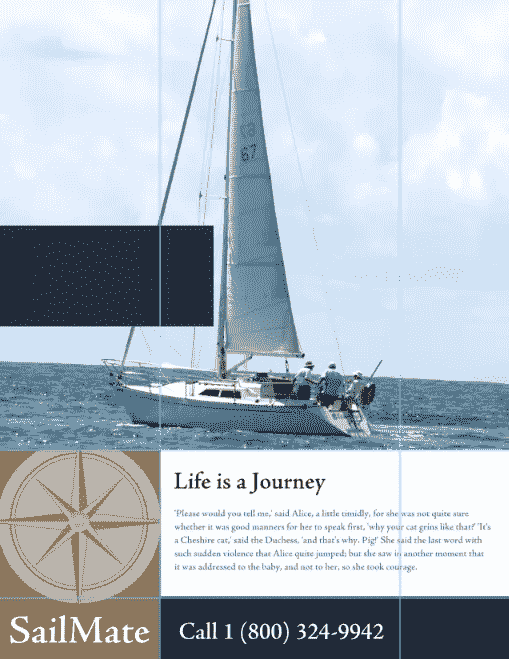 67
Life is a Journey
'Please would you tell me,' said Alice, a little timidly, for she was not quite sure
whether it was good manners for her to speak first, 'why your cat grins like that?' 'It's
a Cheshire cat,' said the Duchess, 'and that's why. Pig!' She said the last word with
such sudden violence that Alice quite jumped; but she saw in another moment that
it was addressed to the baby, and not to her, so she took courage.
SailMate
Call 1 (800) 324-9942